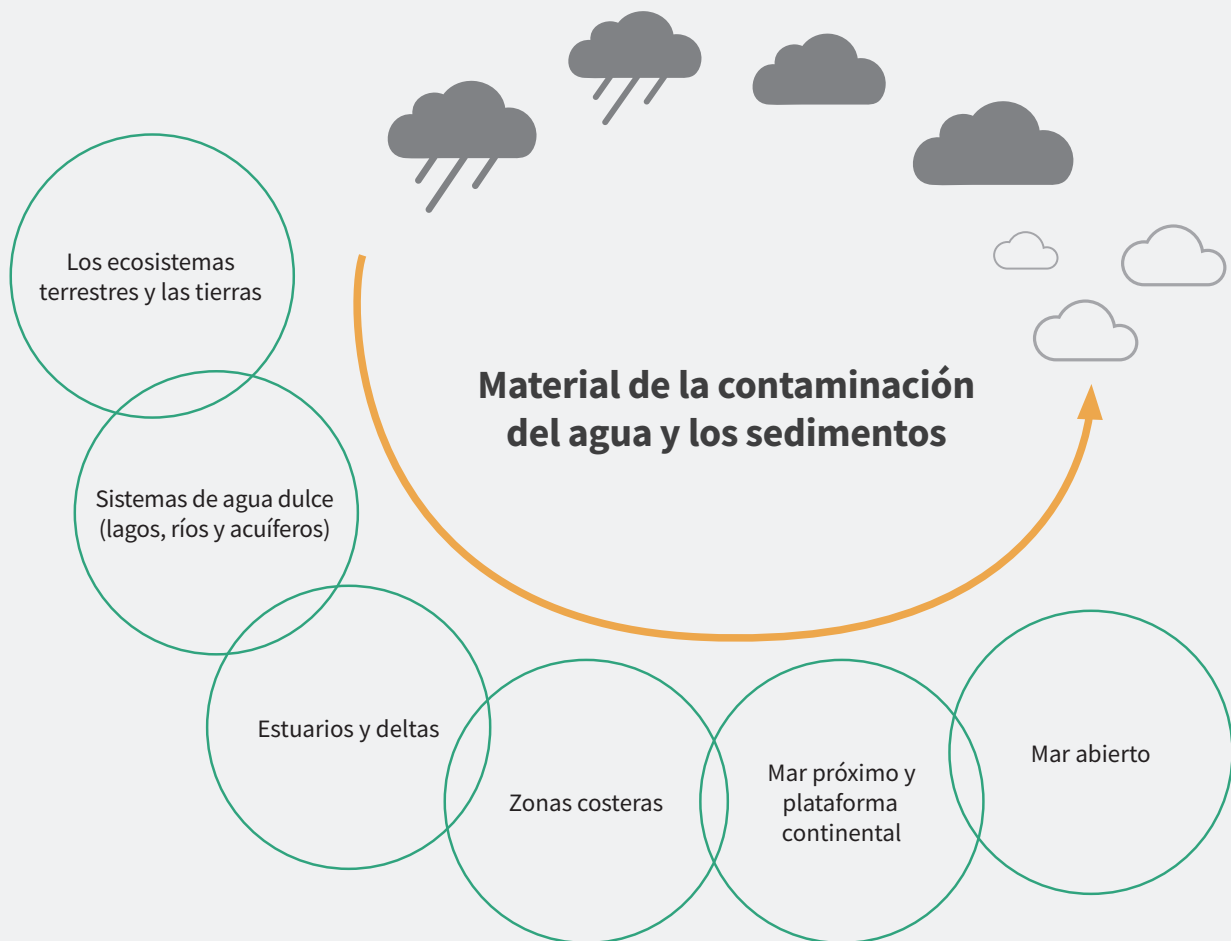 Los ecosistemas
terrestres y las tierras
Material de la contaminación
del agua y los sedimentos
Sistemas de agua dulce
(lagos, ríos y acuíferos)
Estuarios y deltas
Zonas costeras
Mar próximo y
plataforma
continental
Mar abierto